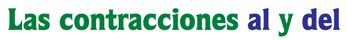 Las contracciones al y del